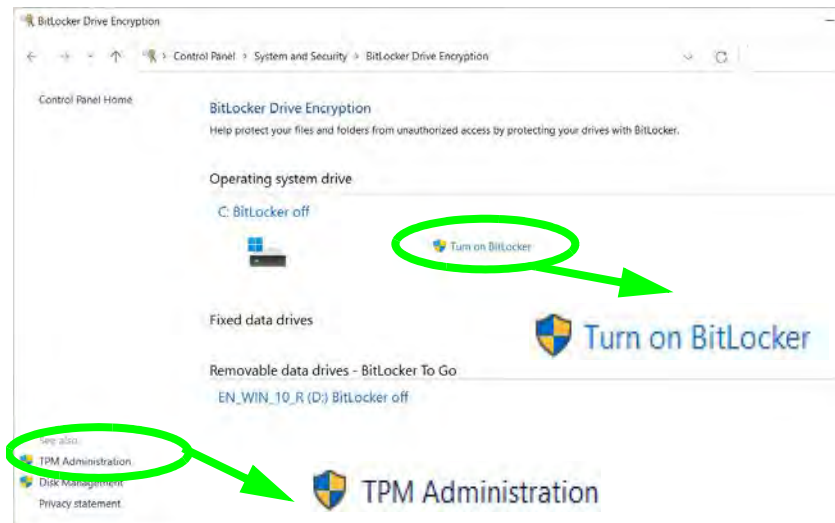 BitLocker Drive Encryption
Control Panel > System and Security > BitLocker Drive Encryption
Control Panel Home
BitLocker Drive Encryption
Help protect your files and folders from unauthorized access by protecting your drives with BitLocker.
Operating system drive
C: BitLocker off
Turn on BitLocker
Fixed data drives
Turn on BitLocker
Removable data drives - BitLocker To Go
EN_WIN_10_R (D:) BitLocker off
See also
TPM Administration
Disk Management
TPM Administration
Privacy statement